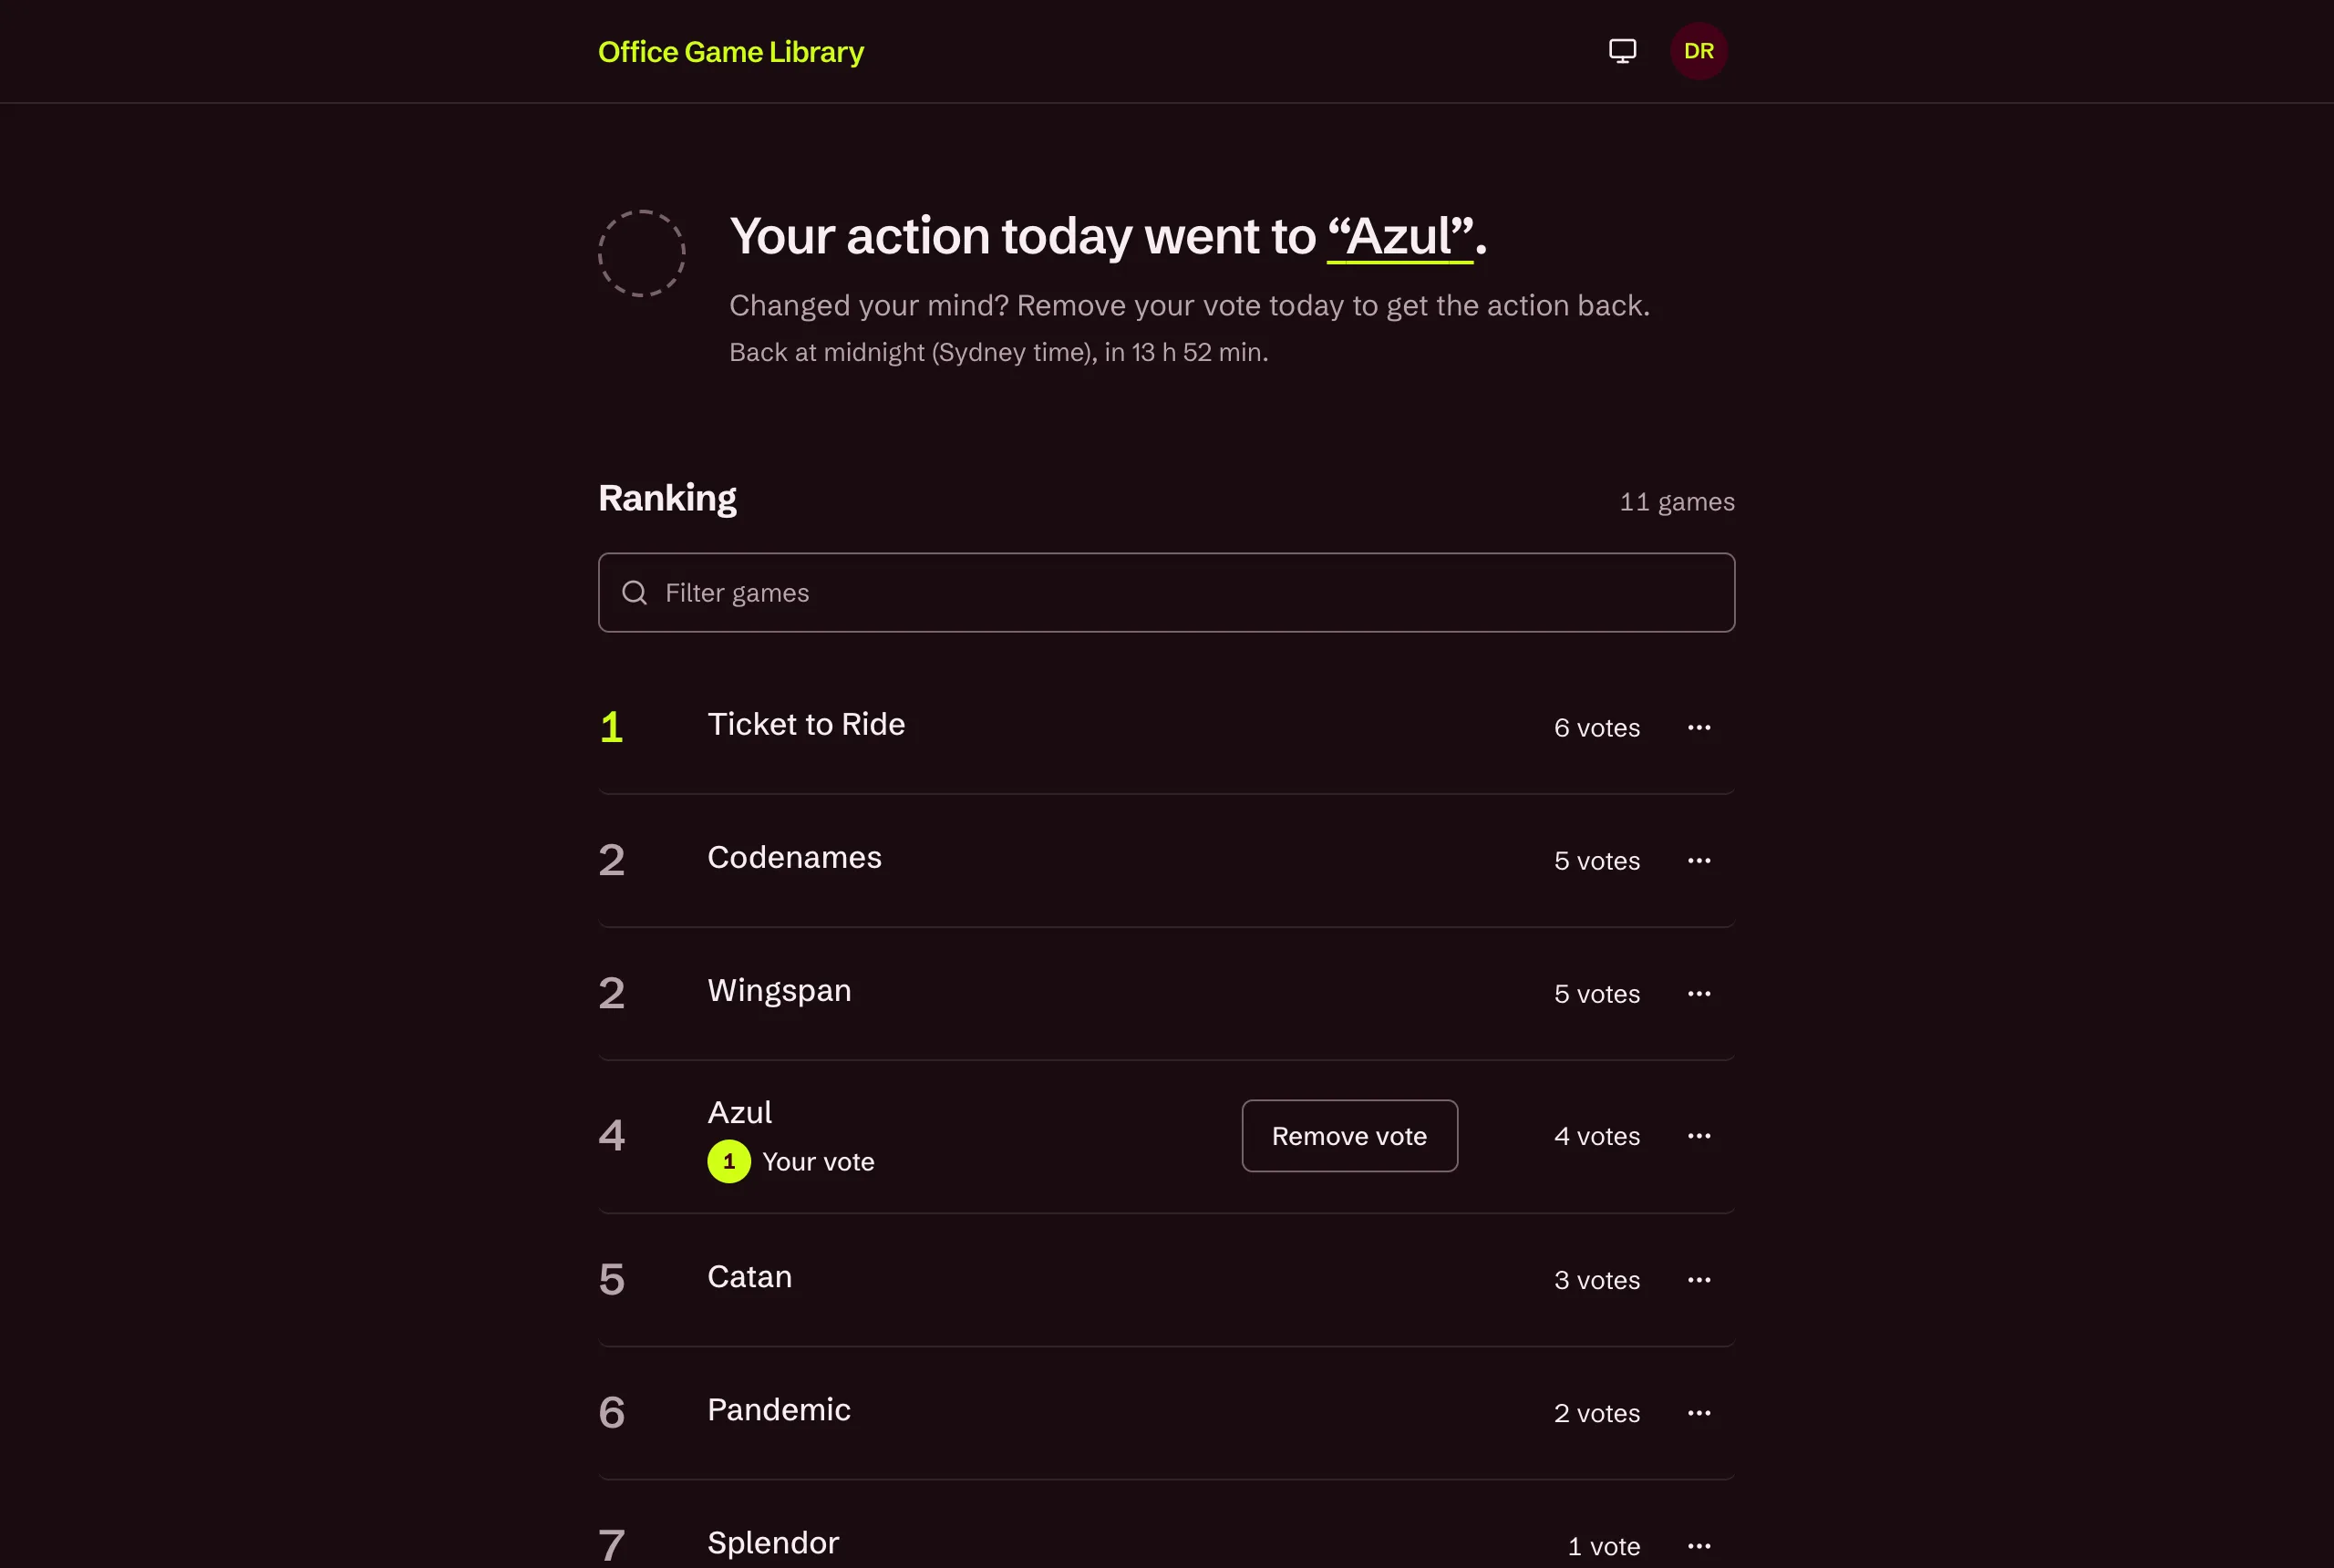 Office Game Library
DR
Your action today went to “Azul”.
Changed your mind? Remove your vote today to get the action back.
Back at midnight (Sydney time), in 13 h 52 min.
Ranking
11 games
Filter games
1 Ticket to Ride 6 votes
2 Codenames 5 votes
2 Wingspan 5 votes
4 Azul Remove vote 4 votes
1 Your vote
5 Catan 3 votes
6 Pandemic 2 votes
7 Splendor 1 vote